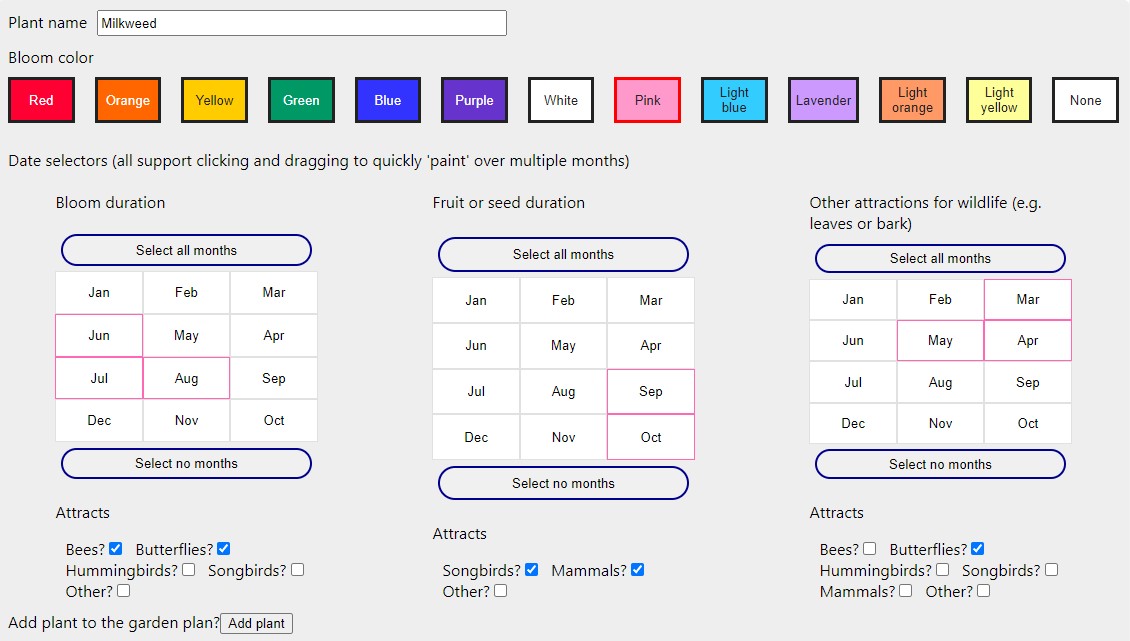 Plant name Milkweed
Bloom color
Red Orange Yellow Green Blue Purple White Pink Light blue Lavender Light orange Light yellow None
Date selectors (all support clicking and dragging to quickly 'paint' over multiple months)
Bloom duration
Select all months
Jan Feb Mar
Jun May Apr
Jul Aug Sep
Dec Nov Oct
Select no months
Attracts
Bees? Butterflies?
Hummingbirds? Songbirds?
Other?
Fruit or seed duration
Select all months
Jan Feb Mar
Jun May Apr
Jul Aug Sep
Dec Nov Oct
Select no months
Attracts
Songbirds? Mammals?
Other?
Other attractions for wildlife (e.g.
leaves or bark)
Select all months
Jan Feb Mar
Jun May Apr
Jul Aug Sep
Dec Nov Oct
Select no months
Attracts
Bees? Butterflies?
Hummingbirds? Songbirds?
Mammals? Other?
Add plant to the garden plan? Add plant